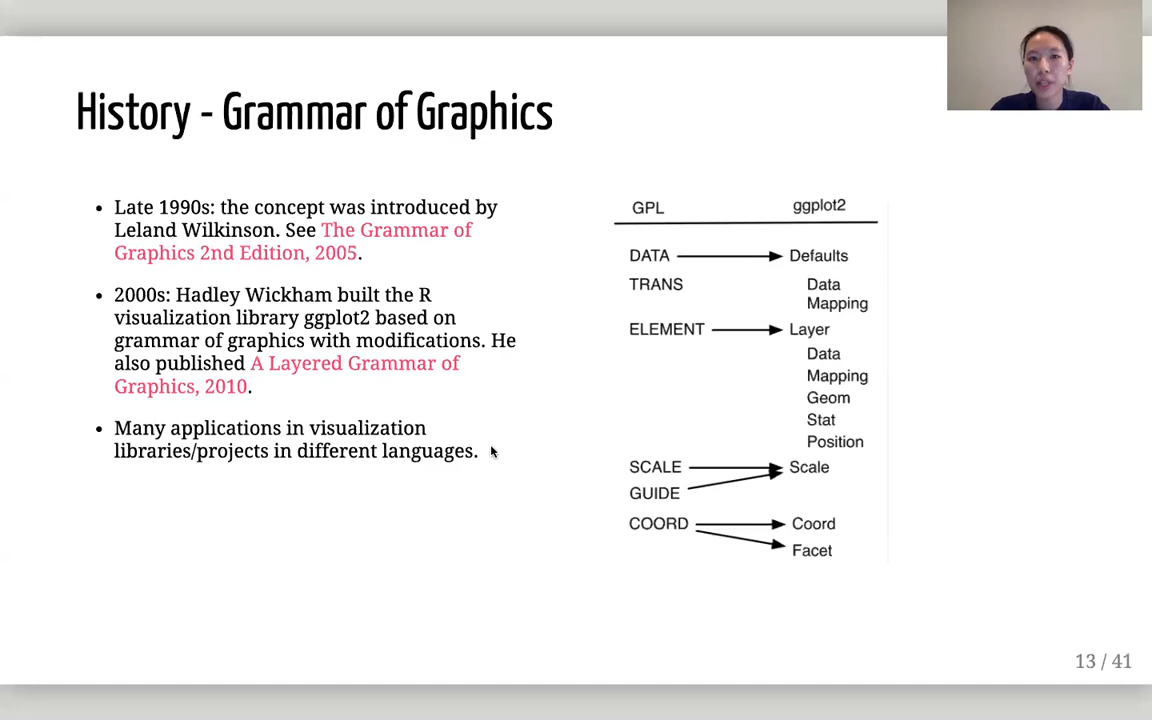 History - Grammar of Graphics
• Late 1990s: the concept was introduced by
Leland Wilkinson. See The Grammar of
Graphics 2nd Edition, 2005.
• 2000s: Hadley Wickham built the R
visualization library ggplot2 based on
grammar of graphics with modifications. He
also published A Layered Grammar of
Graphics, 2010.
• Many applications in visualization
libraries/projects in different languages.
GPL ggplot2
DATA Defaults
TRANS Data
Mapping
ELEMENT Layer
Data
Mapping
Geom
Stat
Position
SCALE Scale
GUIDE
COORD Coord
Facet
13 / 41